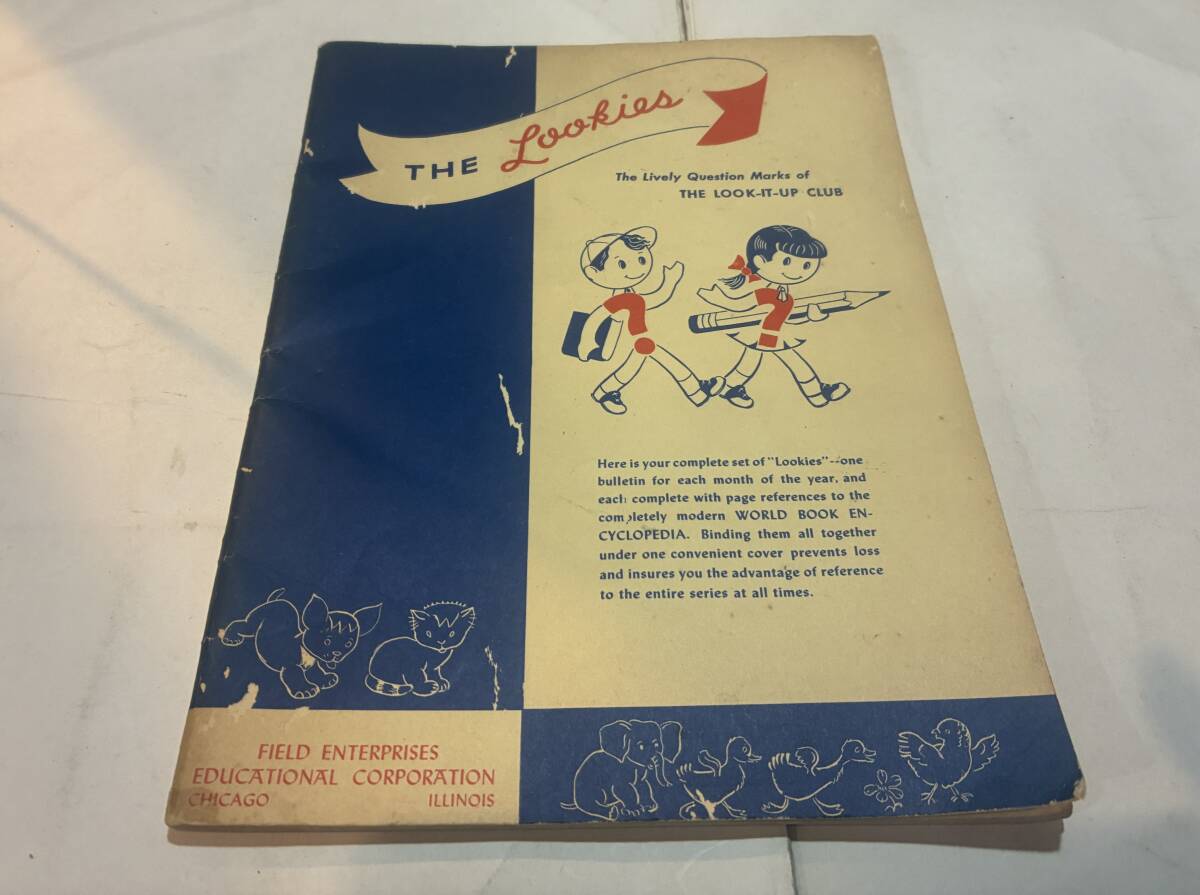 THE Lookies
The Lively Question Marks of
THE LOOK-IT-UP CLUB
Here is your complete set of "Lookies"--one
bulletin for each month of the year, and
each complete with page references to the
completely modern WORLD BOOK EN-
CYCLOPEDIA. Binding them all together
under one convenient cover prevents loss
and insures you the advantage of reference
to the entire series at all times.
FIELD ENTERPRISES
EDUCATIONAL CORPORATION
CHICAGO ILLINOIS